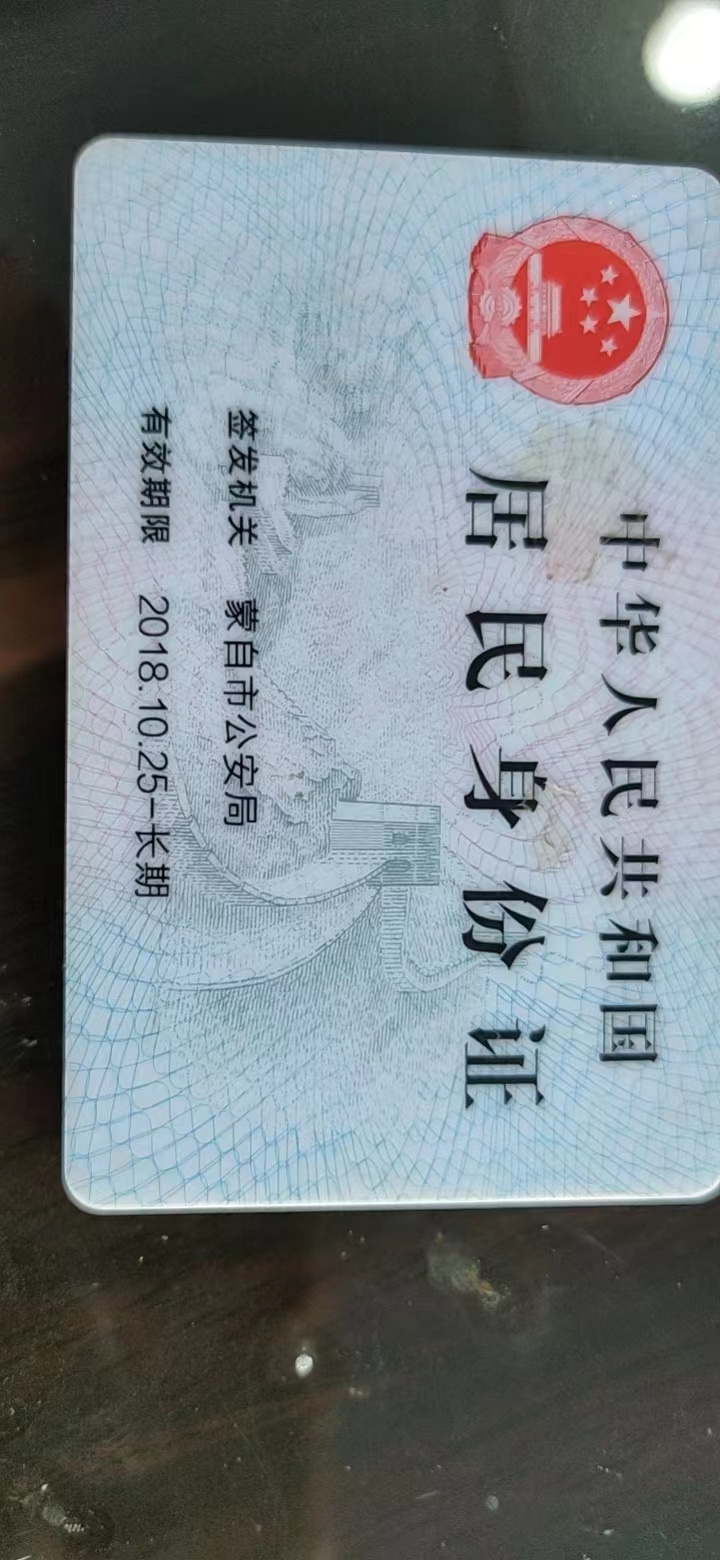 中华人民共和国
居民身份证
签发机关 蒙自市公安局
有效期限 2018.10.25-长期